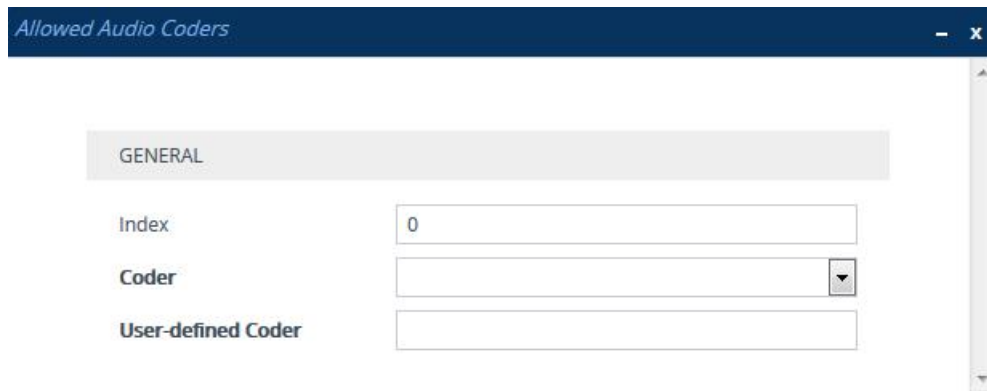 Allowed Audio Coders – x
GENERAL
Index 0
Coder
User-defined Coder